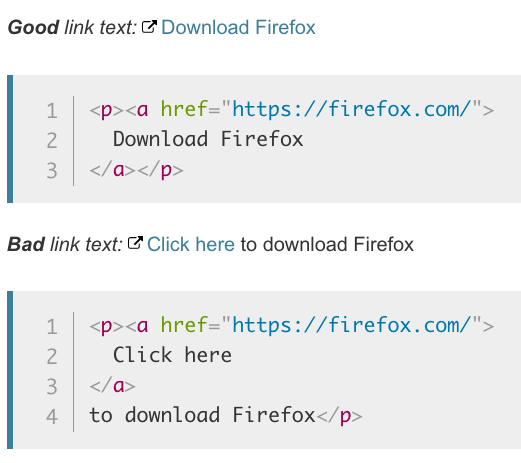 Good link text: Download Firefox
1 <p><a href="https://firefox.com/">
2   Download Firefox
3 </a></p>
Bad link text: Click here to download Firefox
1 <p><a href="https://firefox.com/">
2   Click here
3 </a>
4 to download Firefox</p>